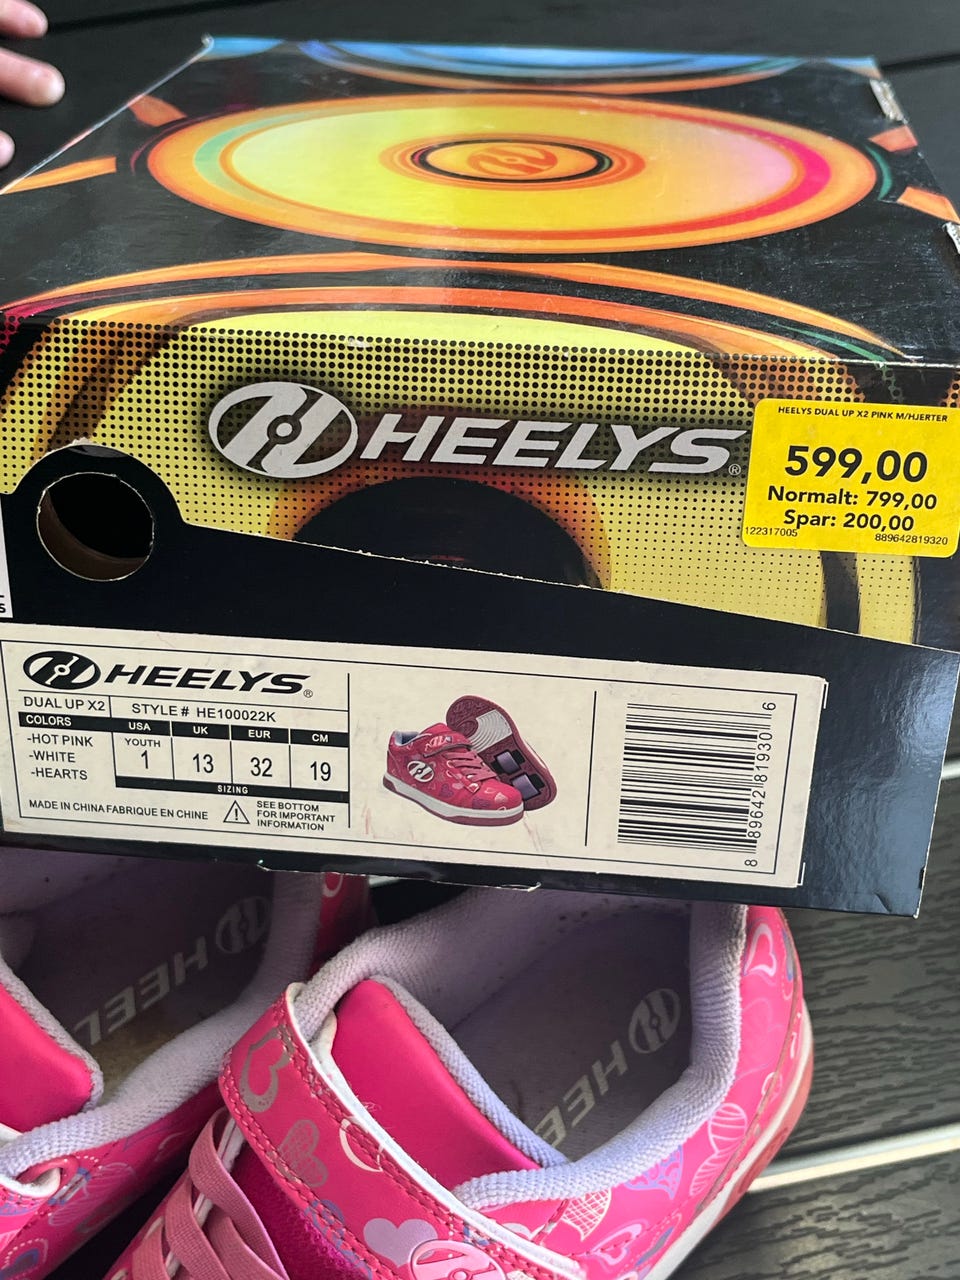 HEELYS®
HEELYS DUAL UP X2 PINK M/HJERTER
599,00
Normalt: 799,00
Spar: 200,00
122317005 889642819320
S
HEELYS®
DUAL UP X2 STYLE # HE100022K
COLORS USA UK EUR CM
-HOT PINK
-WHITE
-HEARTS
YOUTH
1 13 32 19
SIZING
MADE IN CHINA FABRIQUE EN CHINE
SEE BOTTOM
FOR IMPORTANT
INFORMATION
8 89642 81930 6
HEELYS
HEELYS